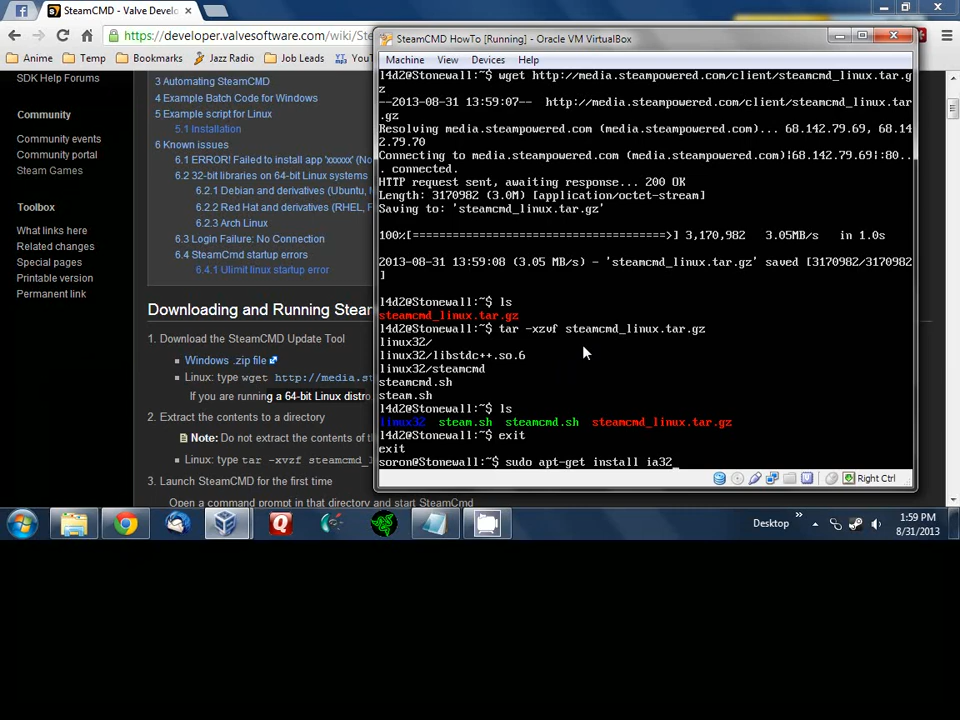 SteamCMD - Valve Develo
https://developer.valvesoftware.com/wiki/Ste
Anime
Tech
Bookmarks
Jazz Radio
Job Leads
You
SDK Help Forums
Community
Community events
Community portal
Steam Games
Toolbox
What links here
Related changes
Special pages
Printable version
Permanent link
3 Automating SteamCMD
4 Example Batch Code for Windows
5 Example script for Linux
5.1 Installation
6 Known issues
6.1 ERROR! Failed to install app 'xxxxx' (No
6.2 32-bit libraries on 64-bit Linux systems
6.2.1 Debian and derivatives (Ubuntu, M
6.2.2 Red Hat and derivatives (RHEL, F
6.2.3 Arch Linux
6.3 Login Failure: No Connection
6.4 SteamCmd startup errors
6.4.1 Ulimit linux startup error
Downloading and Running Steam
1. Download the SteamCMD Update Tool
Windows .zip file
Linux: type wget http://media.st
If you are running a 64-bit Linux distro
2. Extract the contents to a directory
Note: Do not extract the contents of t
Linux: type tar -xvzf steamcmd_l
3. Launch SteamCMD for the first time
Open a command prompt in that directory and start SteamCmd
SteamCMD HowTo [Running] - Oracle VM VirtualBox
Machine View Devices Help
l4d2@Stonewall:~$ wget http://media.steampowered.com/client/steamcmd_linux.tar.g
z
--2013-08-31 13:59:07-- http://media.steampowered.com/client/steamcmd_linux.tar
.gz
Resolving media.steampowered.com (media.steampowered.com)... 68.142.79.69, 68.14
2.79.70
Connecting to media.steampowered.com (media.steampowered.com)|68.142.79.69|:80..
. connected.
HTTP request sent, awaiting response... 200 OK
Length: 3170982 (3.0M) [application/octet-stream]
Saving to: 'steamcmd_linux.tar.gz'
100%[======================================>] 3,170,982 3.05MB/s in 1.0s
2013-08-31 13:59:08 (3.05 MB/s) - 'steamcmd_linux.tar.gz' saved [3170982/3170982
]
l4d2@Stonewall:~$ ls
steamcmd_linux.tar.gz
l4d2@Stonewall:~$ tar -xzvf steamcmd_linux.tar.gz
linux32/
linux32/libstdc++.so.6
linux32/steamcmd
steamcmd.sh
steam.sh
l4d2@Stonewall:~$ ls
linux32 steam.sh steamcmd.sh steamcmd_linux.tar.gz
l4d2@Stonewall:~$ exit
exit
soron@Stonewall:~$ sudo apt-get install ia32_
Right Ctrl
Desktop
1:59 PM
8/31/2013